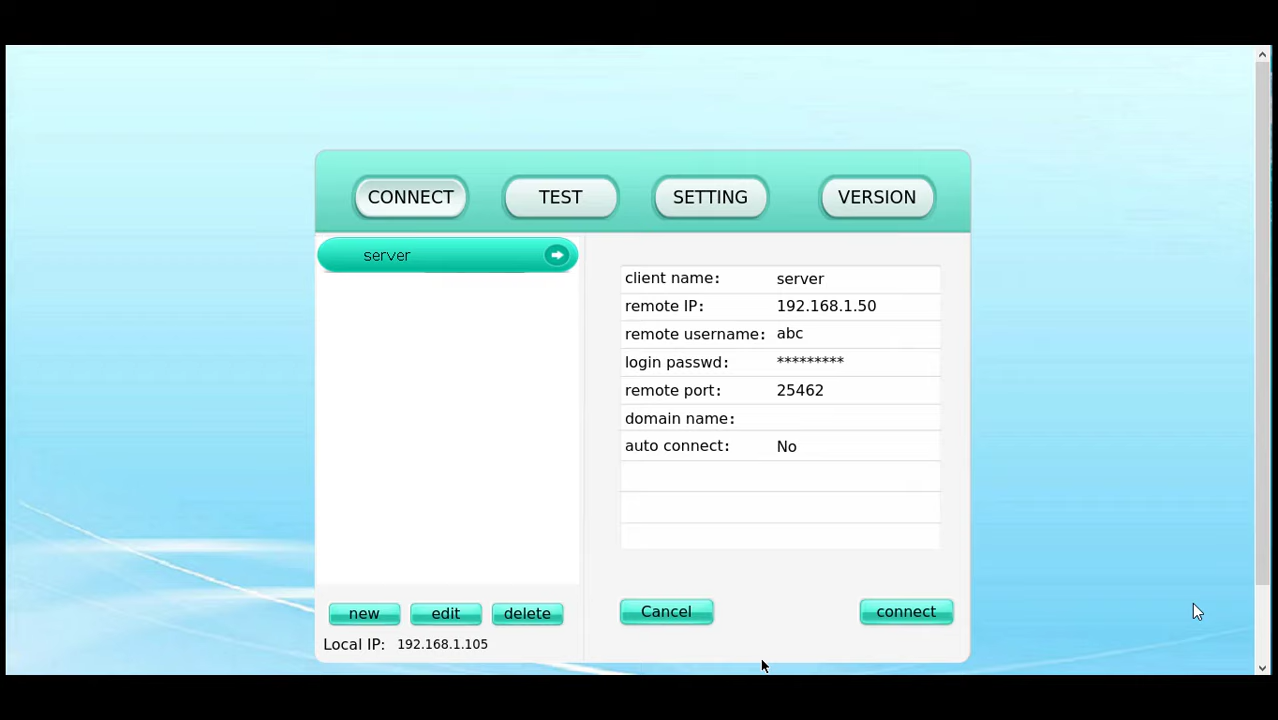 CONNECT TEST SETTING VERSION
server
client name: server
remote IP: 192.168.1.50
remote username: abc
login passwd: *********
remote port: 25462
domain name:
auto connect: No
new edit delete Cancel connect
Local IP: 192.168.1.105